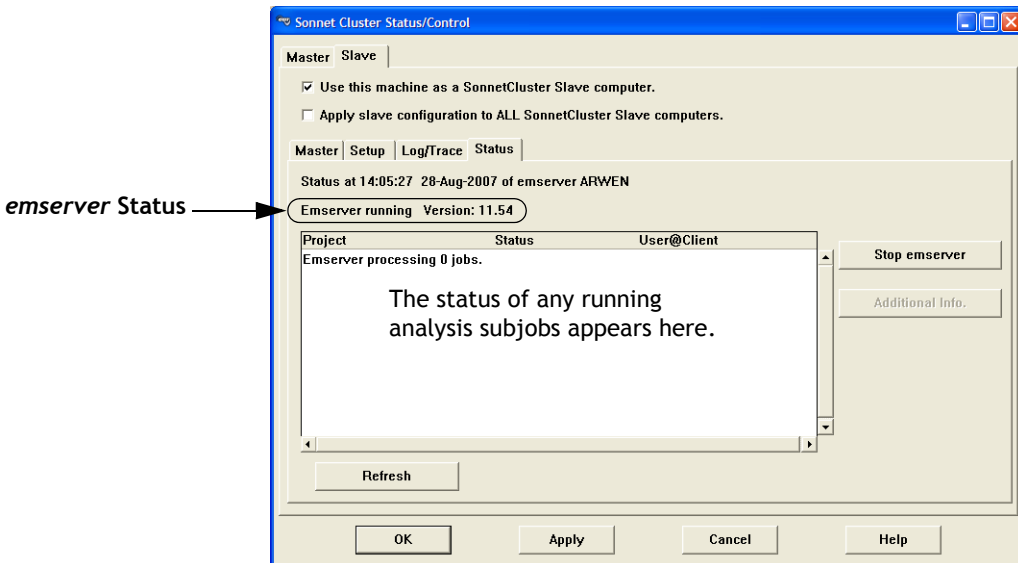 Sonnet Cluster Status/Control
Master Slave
Use this machine as a SonnetCluster Slave computer.
Apply slave configuration to ALL SonnetCluster Slave computers.
Master Setup Log/Trace Status
Status at 14:05:27 28-Aug-2007 of emserver ARWEN
emserver Status
Emserver running Version: 11.54
Project Status User@Client
Emserver processing 0 jobs.
Stop emserver
The status of any running
analysis subjobs appears here.
Additional Info.
Refresh
OK Apply Cancel Help